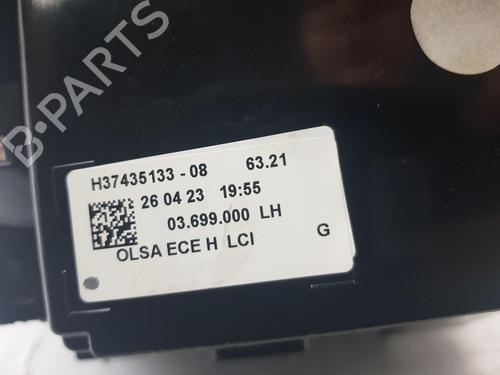 B-PARTS
H37435133 - 08 63.21
26 04 23 19:55
03.699.000 LH
OLSA ECE H LCI G